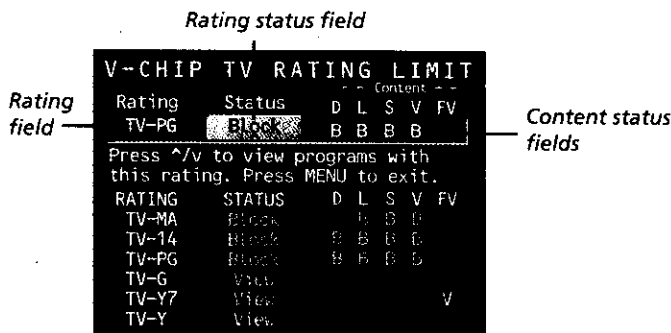 Rating status field
V-CHIP TV RATING LIMIT
- - Content - -
Rating Status D L S V FV
TV-PG Block B B B B
Rating field
Content status fields
Press ^/v to view programs with
this rating. Press MENU to exit.
RATING STATUS D L S V FV
TV-MA Block L B B
TV-14 Block B B B B
TV-PG Block B B B B
TV-G View
TV-Y7 View V
TV-Y View